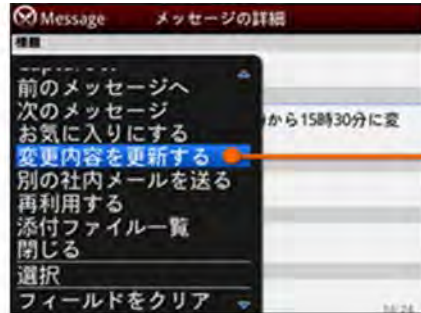 Message メッセージの詳細
標題
前のメッセージへ
次のメッセージ
お気に入りにする
から15時30分に変
変更内容を更新する
別の社内メールを送る
再利用する
添付ファイル一覧
閉じる
選択
フィールドをクリア